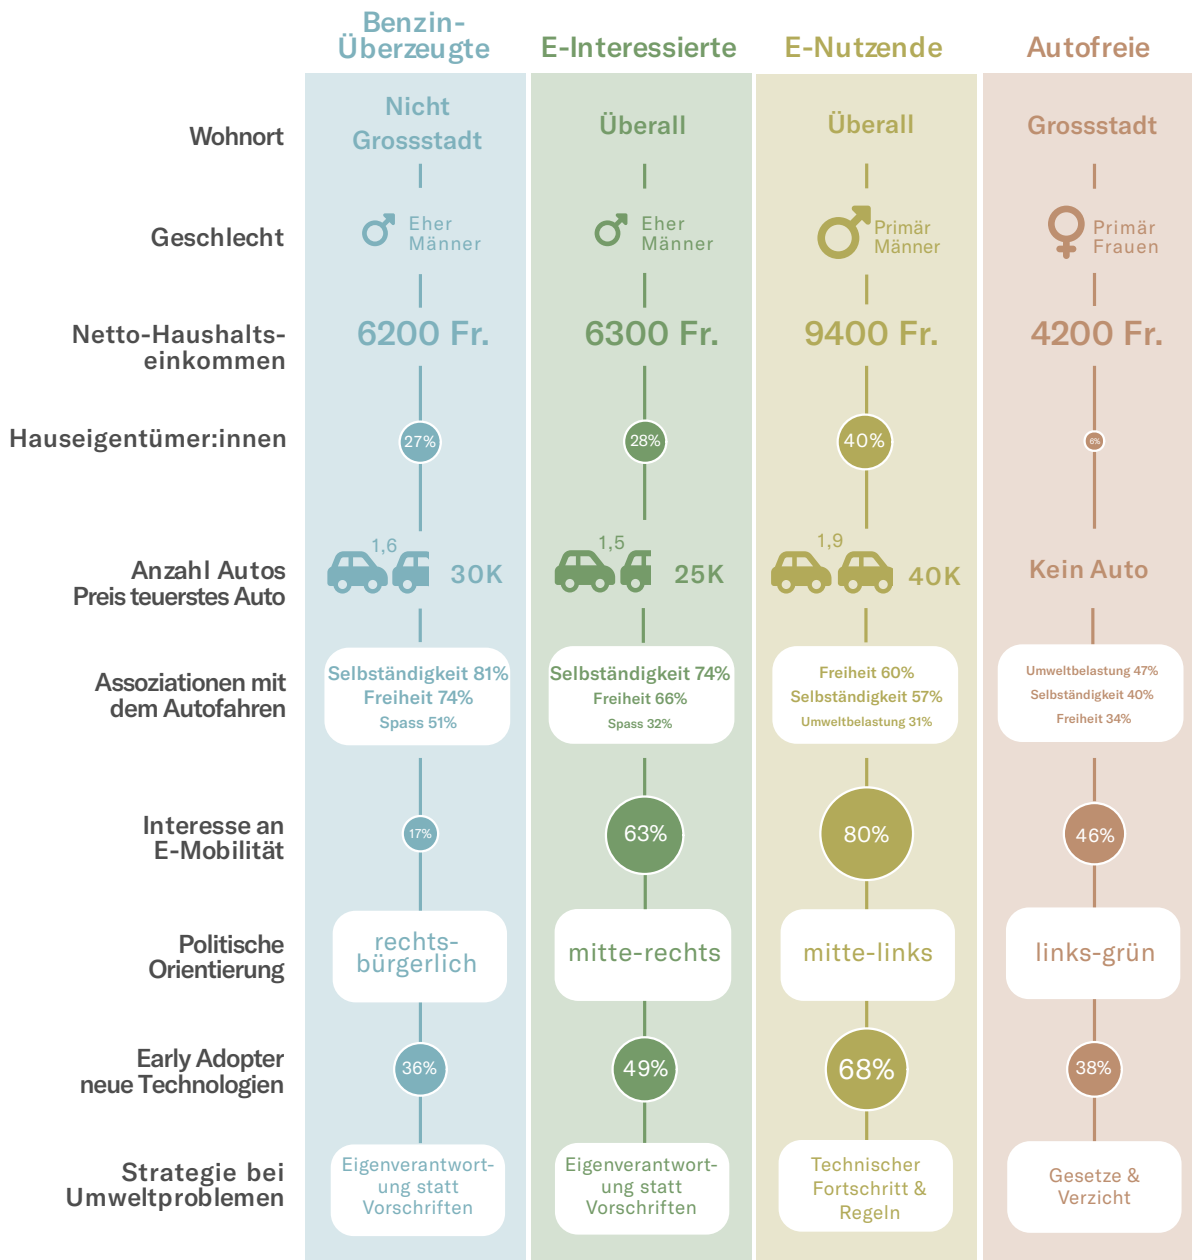 Benzin-
Überzeugte
E-Interessierte
E-Nutzende
Autofreie
Wohnort
Nicht
Grossstadt
Überall
Überall
Grossstadt
Geschlecht
Eher
Männer
Eher
Männer
Primär
Männer
Primär
Frauen
Netto-Haushalts-
einkommen
6200 Fr.
6300 Fr.
9400 Fr.
4200 Fr.
Hauseigentümer:innen
27%
28%
40%
6%
Anzahl Autos
Preis teuerstes Auto
1,6
30K
1,5
25K
1,9
40K
Kein Auto
Assoziationen mit
dem Autofahren
Selbständigkeit 81%
Freiheit 74%
Spass 51%
Selbständigkeit 74%
Freiheit 66%
Spass 32%
Freiheit 60%
Selbständigkeit 57%
Umweltbelastung 31%
Umweltbelastung 47%
Selbständigkeit 40%
Freiheit 34%
Interesse an
E-Mobilität
17%
63%
80%
46%
Politische
Orientierung
rechts-
bürgerlich
mitte-rechts
mitte-links
links-grün
Early Adopter
neue Technologien
36%
49%
68%
38%
Strategie bei
Umweltproblemen
Eigenverantwort-
ung statt
Vorschriften
Eigenverantwort-
ung statt
Vorschriften
Technischer
Fortschritt &
Regeln
Gesetze &
Verzicht